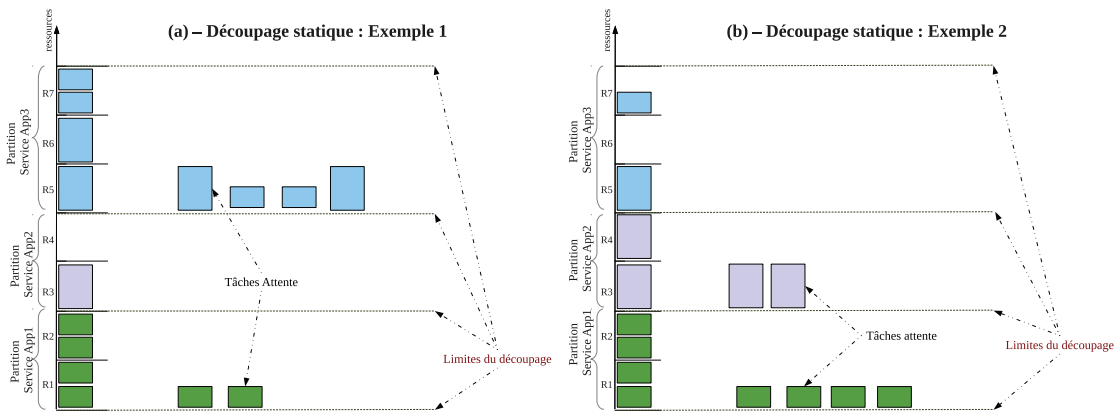 ressources
(a) – Découpage statique : Exemple 1
Partition
Service App3
R7
R6
R5
Partition
Service App2
R4
R3
Tâches Attente
Partition
Service App1
R2
R1
Limites du découpage
ressources
(b) – Découpage statique : Exemple 2
Partition
Service App3
R7
R6
R5
Partition
Service App2
R4
R3
Partition
Service App1
R2
R1
Tâches attente
Limites du découpage